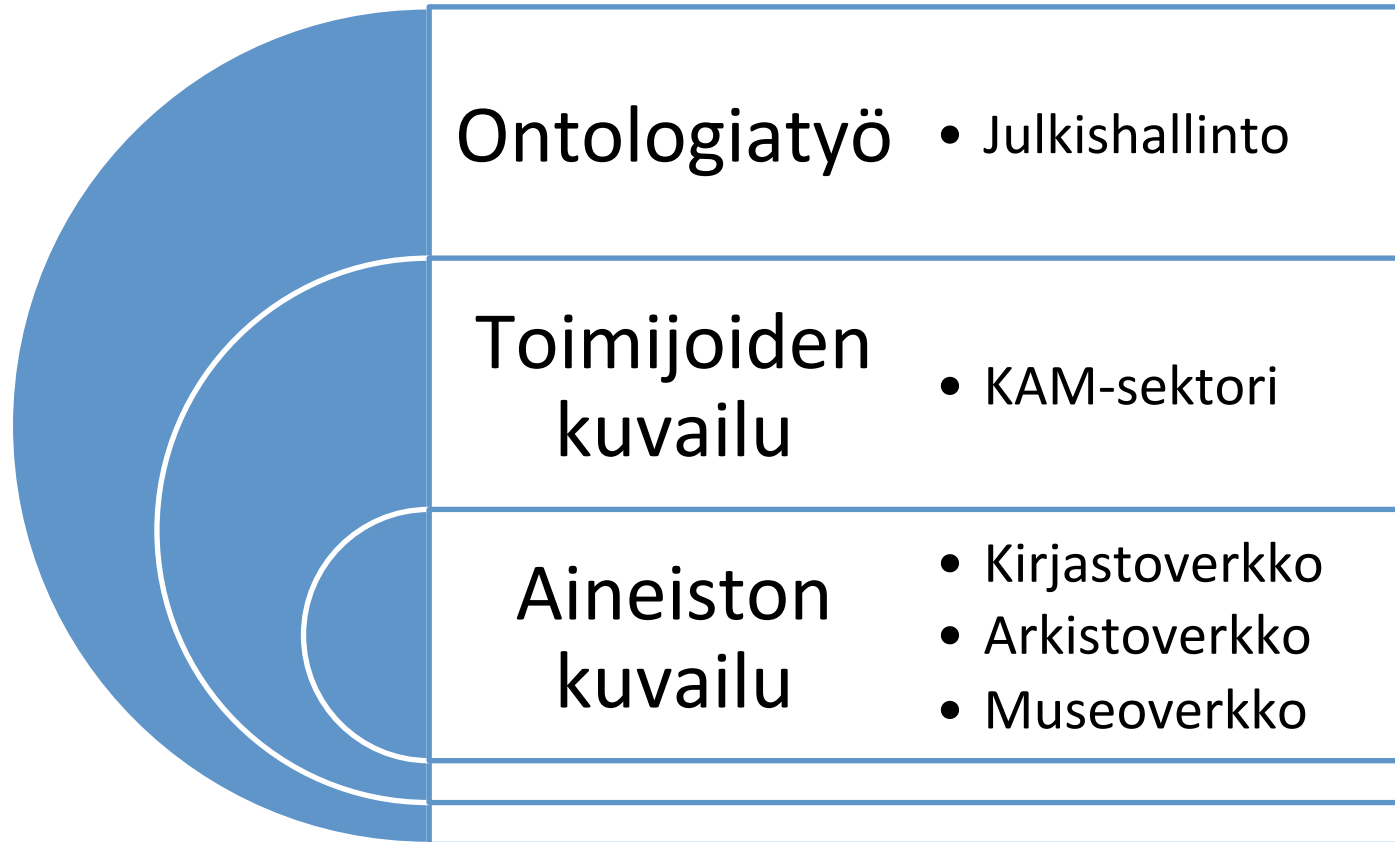 Ontologiatyö
• Julkishallinto
Toimijoiden
kuvailu
• KAM-sektori
Aineiston
kuvailu
• Kirjastoverkko
• Arkistoverkko
• Museoverkko